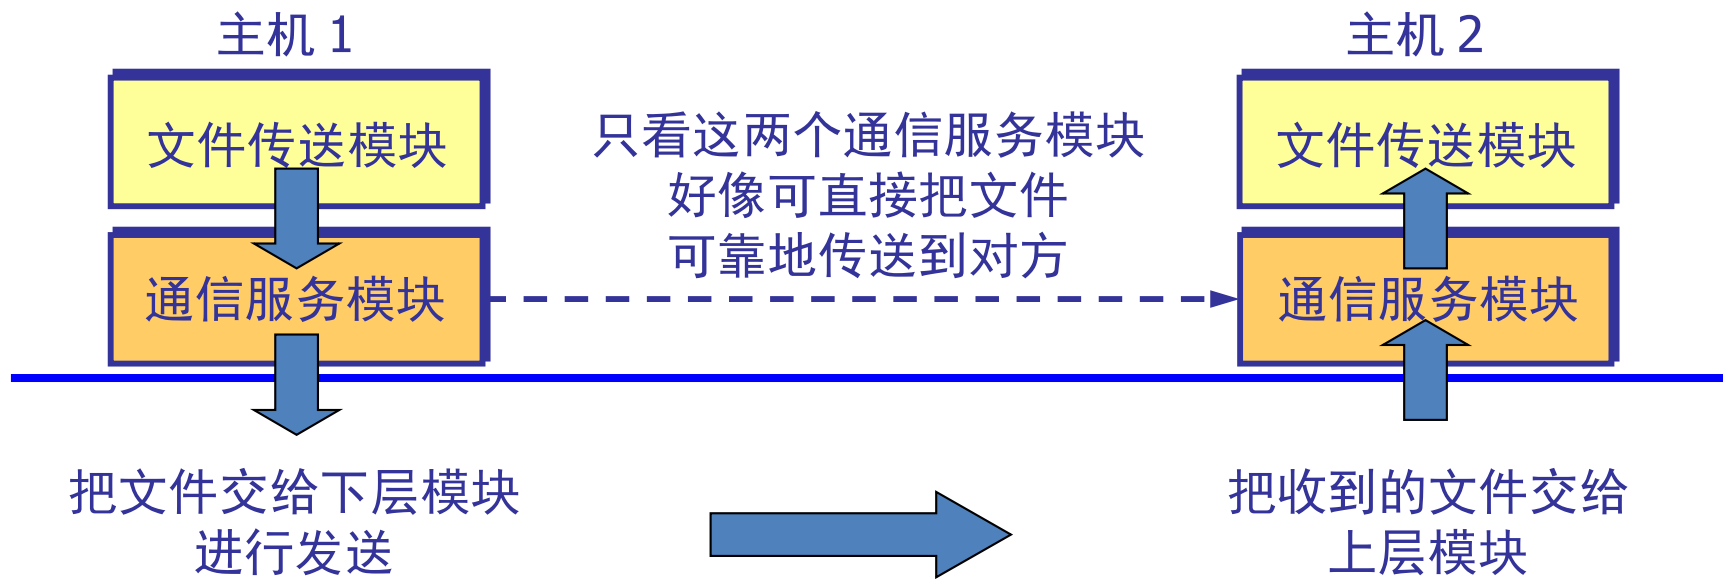 主机 1
主机 2
文件传送模块
只看这两个通信服务模块
好像可直接把文件
可靠地传送到对方
文件传送模块
通信服务模块
通信服务模块
把文件交给下层模块
进行发送
把收到的文件交给
上层模块